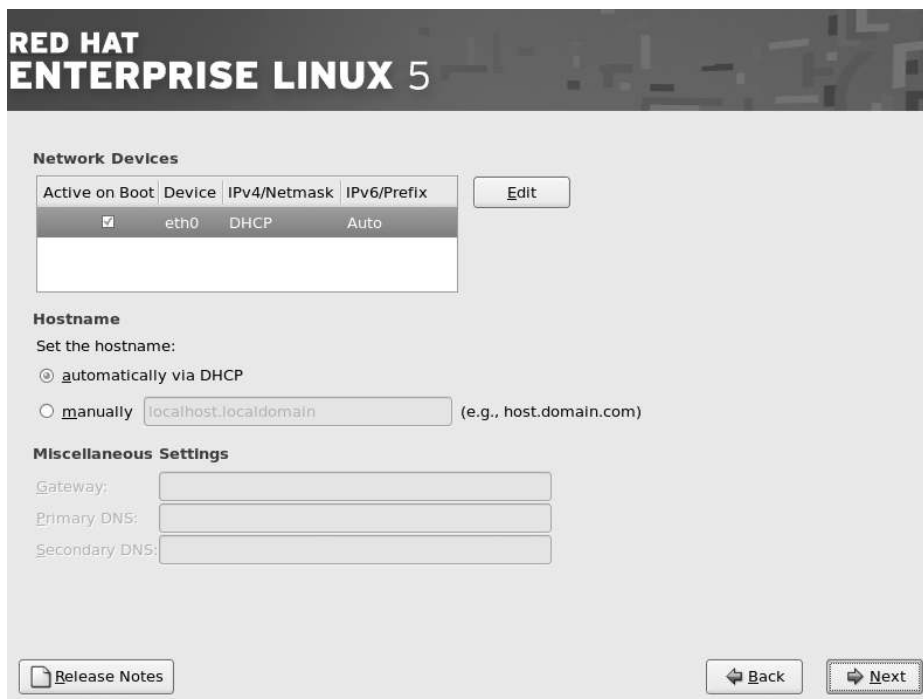 RED HAT
ENTERPRISE LINUX 5
Network Devices
Active on Boot Device IPv4/Netmask IPv6/Prefix
eth0 DHCP Auto
Edit
Hostname
Set the hostname:
automatically via DHCP
manually localhost.localdomain (e.g., host.domain.com)
Miscellaneous Settings
Gateway:
Primary DNS:
Secondary DNS:
Release Notes
Back
Next